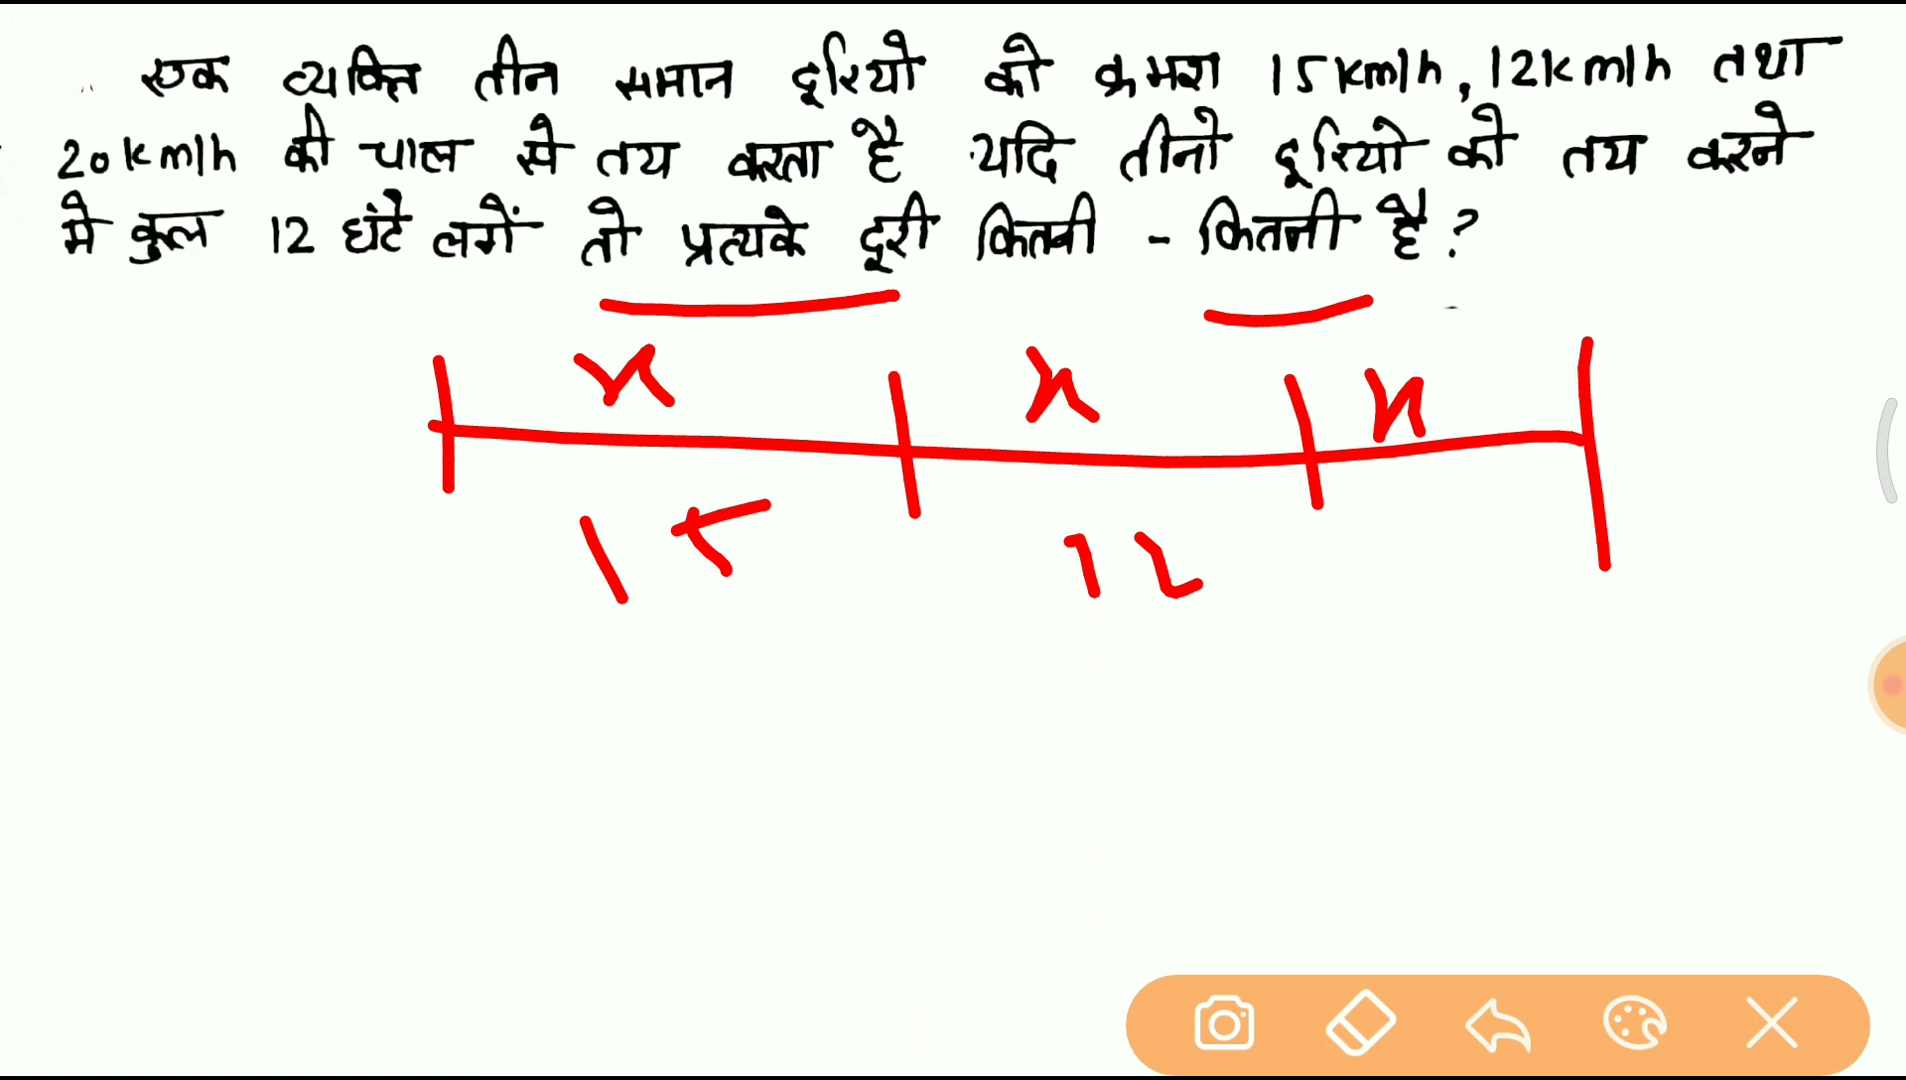 एक व्यक्ति तीन समान दूरियो को क्रमश 15km/h, 12km/h तथा
20km/h की चाल से तय करता है यदि तीनो दूरियो को तय करने
मे कुल 12 घंटे लगें तो प्रत्यके दूरी कितनी - कितनी है ?
x x x
15 12